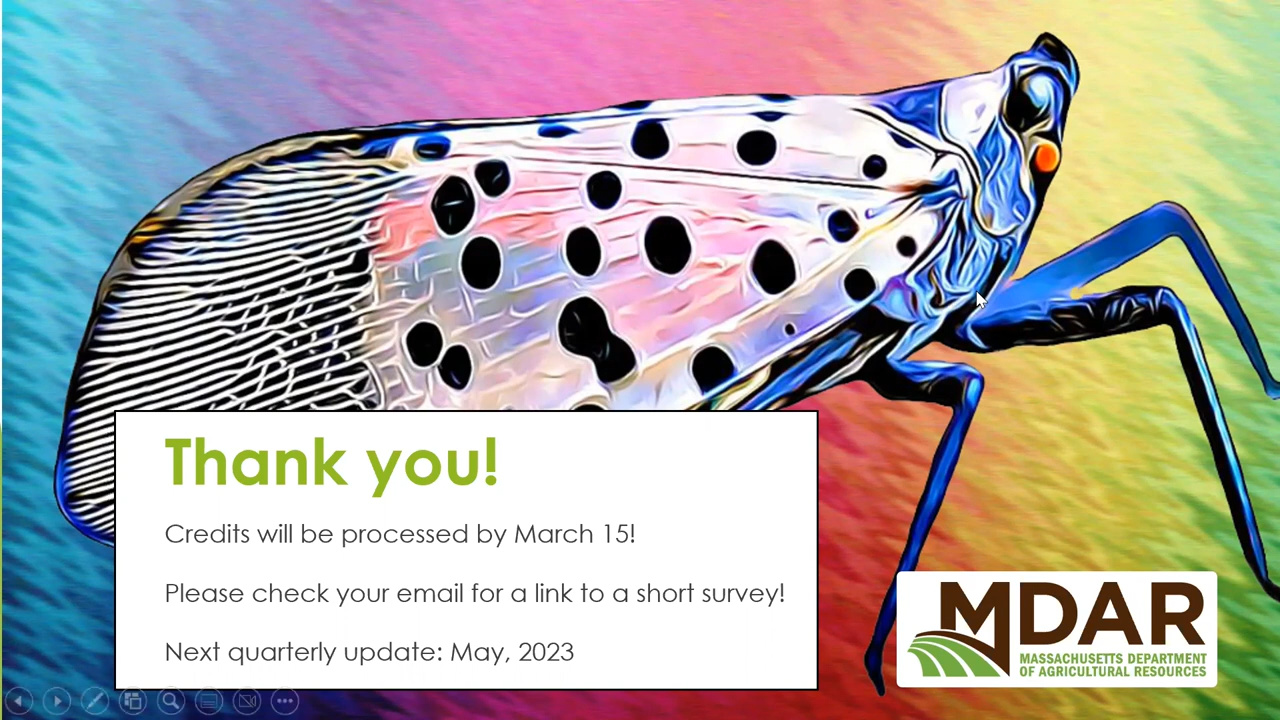 Thank you!
Credits will be processed by March 15!
Please check your email for a link to a short survey!
Next quarterly update: May, 2023
MDAR
MASSACHUSETTS DEPARTMENT
OF AGRICULTURAL RESOURCES